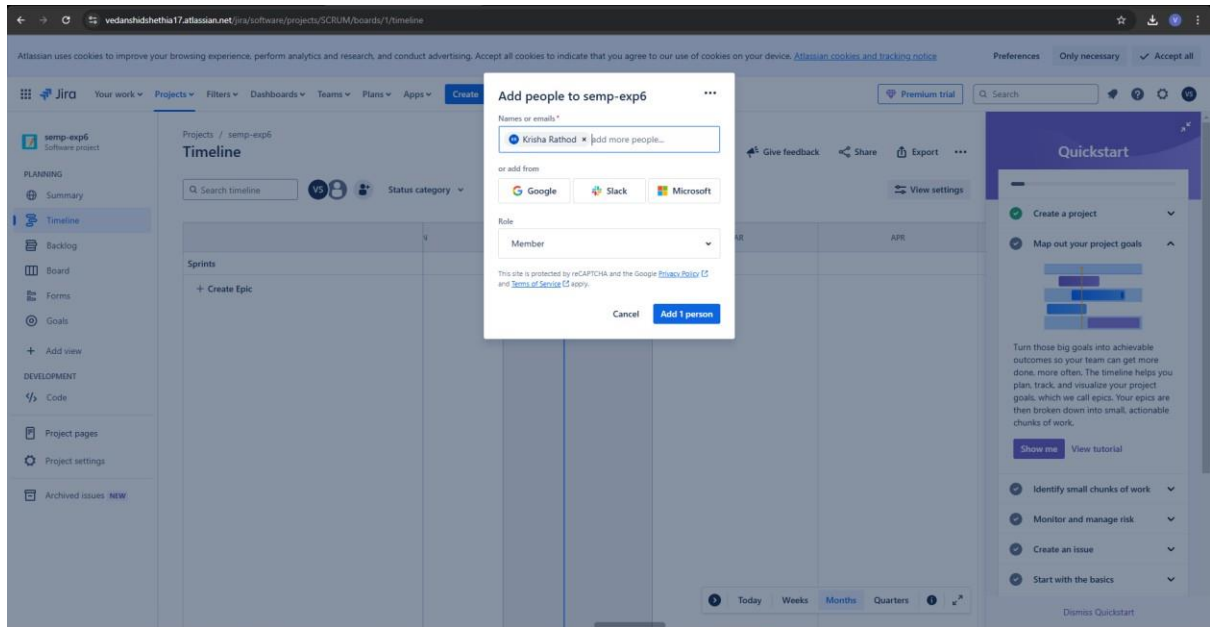 vedanshidshethia17.atlassian.net/jira/software/projects/SCRUM/boards/1/timeline
Atlassian uses cookies to improve your browsing experience, perform analytics and research, and conduct advertising. Accept all cookies to indicate that you agree to our use of cookies on your device. Atlassian cookies and tracking notice
Preferences Only necessary Accept all
Jira Your work Projects Filters Dashboards Teams Plans Apps Create Premium trial Search VS
semp-exp6
Software project
PLANNING
Summary
Timeline
Backlog
Board
Forms
Goals
Add view
DEVELOPMENT
Code
Project pages
Project settings
Archived issues NEW
Projects / semp-exp6
Timeline
Give feedback Share Export
Search timeline VS Status category View settings
AR APR
Sprints
+ Create Epic
Add people to semp-exp6
Names or emails *
Krisha Rathod × add more people...
or add from
Google Slack Microsoft
Role
Member
This site is protected by reCAPTCHA and the Google Privacy Policy
and Terms of Service apply.
Cancel Add 1 person
Today Weeks Months Quarters
Quickstart
Create a project
Map out your project goals
Turn those big goals into achievable
outcomes so your team can get more
done, more often. The timeline helps you
plan, track, and visualize your project
goals, which we call epics. Your epics are
then broken down into small, actionable
chunks of work.
Show me View tutorial
Identify small chunks of work
Monitor and manage risk
Create an issue
Start with the basics
Dismiss Quickstart